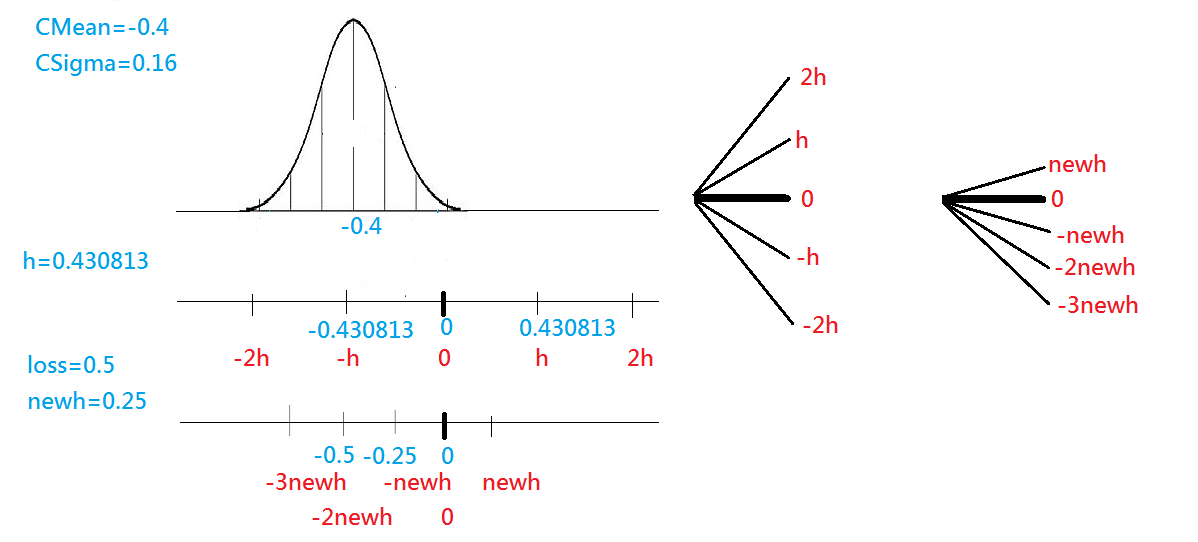 CMean=-0.4
CSigma=0.16
-0.4
h=0.430813
-0.430813 0 0.430813
-2h -h 0 h 2h
loss=0.5
newh=0.25
-0.5 -0.25 0
-3newh -newh newh
-2newh 0
2h
h
0
-h
-2h
newh
0
-newh
-2newh
-3newh